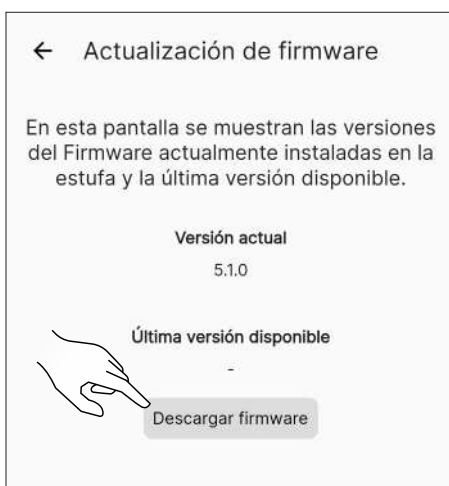 ← Actualización de firmware
En esta pantalla se muestran las versiones
del Firmware actualmente instaladas en la
estufa y la última versión disponible.
Versión actual
5.1.0
Última versión disponible
-
Descargar firmware